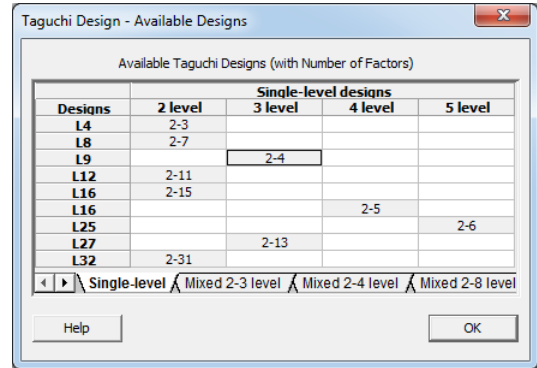 Taguchi Design - Available Designs
Available Taguchi Designs (with Number of Factors)
Single-level designs
Designs 2 level 3 level 4 level 5 level
L4 2-3
L8 2-7
L9 2-4
L12 2-11
L16 2-15
L16 2-5
L25 2-6
L27 2-13
L32 2-31
Single-level Mixed 2-3 level Mixed 2-4 level Mixed 2-8 level
Help OK